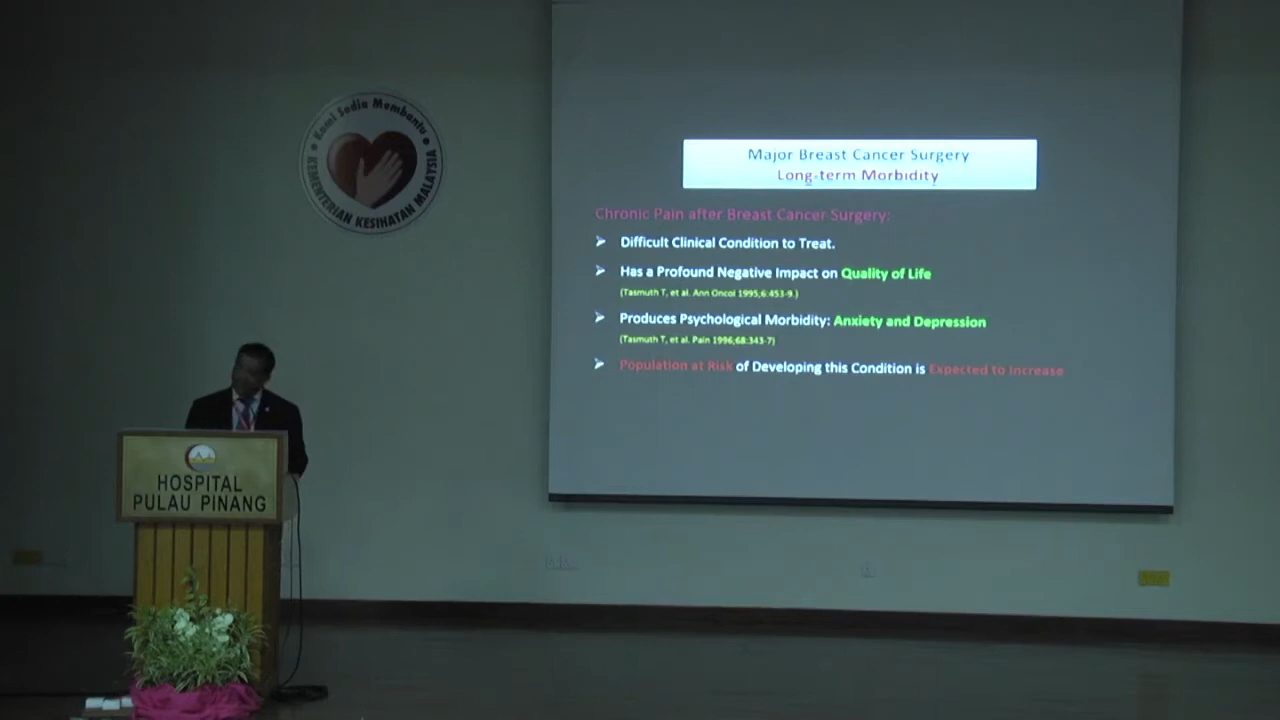 Kami Sedia Membantu
KEMENTERIAN KESIHATAN MALAYSIA
Major Breast Cancer Surgery
Long-term Morbidity
Chronic Pain after Breast Cancer Surgery:
➢ Difficult Clinical Condition to Treat.
➢ Has a Profound Negative Impact on Quality of Life
(Tasmuth T, et al. Ann Oncol 1995,6:453-9.)
➢ Produces Psychological Morbidity: Anxiety and Depression
(Tasmuth T, et al. Pain 1996,68:343-7)
➢ Population at Risk of Developing this Condition is Expected to Increase
HOSPITAL
PULAU PINANG